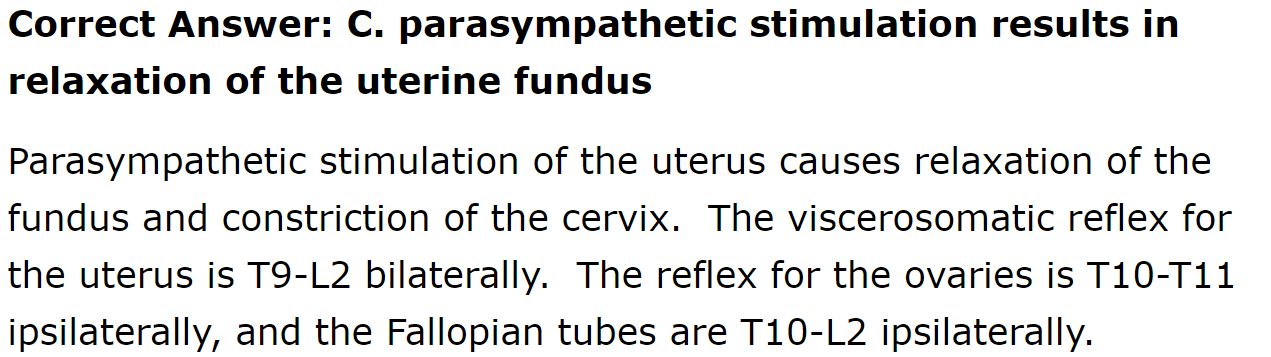 Correct Answer: C. parasympathetic stimulation results in
relaxation of the uterine fundus
Parasympathetic stimulation of the uterus causes relaxation of the
fundus and constriction of the cervix.  The viscerosomatic reflex for
the uterus is T9-L2 bilaterally.  The reflex for the ovaries is T10-T11
ipsilaterally, and the Fallopian tubes are T10-L2 ipsilaterally.